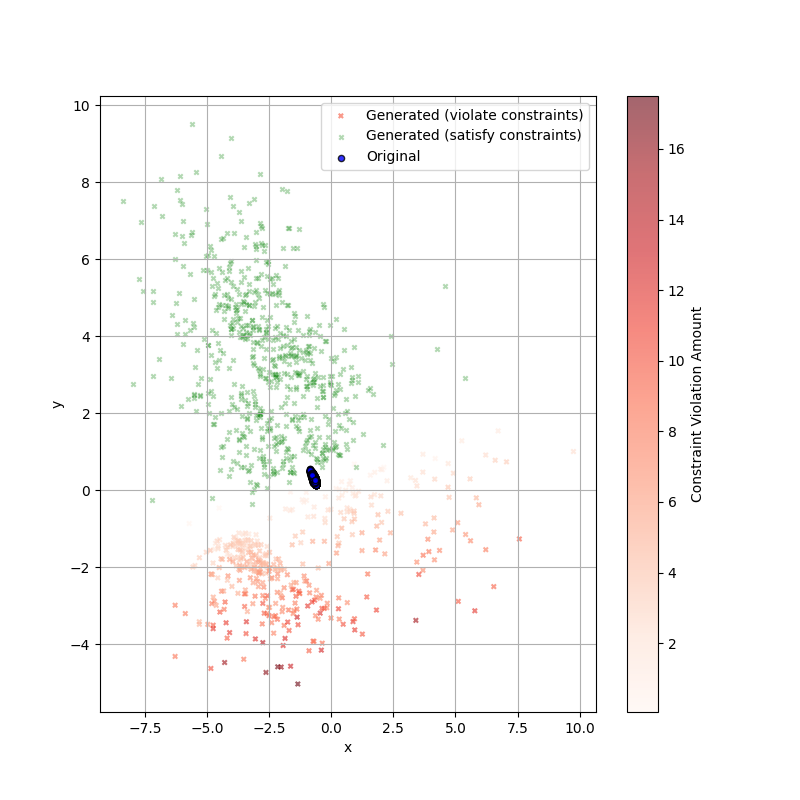 Generated (violate constraints)
Generated (satisfy constraints)
Original
10
8
6
4
2
0
−2
−4
y
−7.5 −5.0 −2.5 0.0 2.5 5.0 7.5 10.0
x
16
14
12
10
8
6
4
2
Constraint Violation Amount